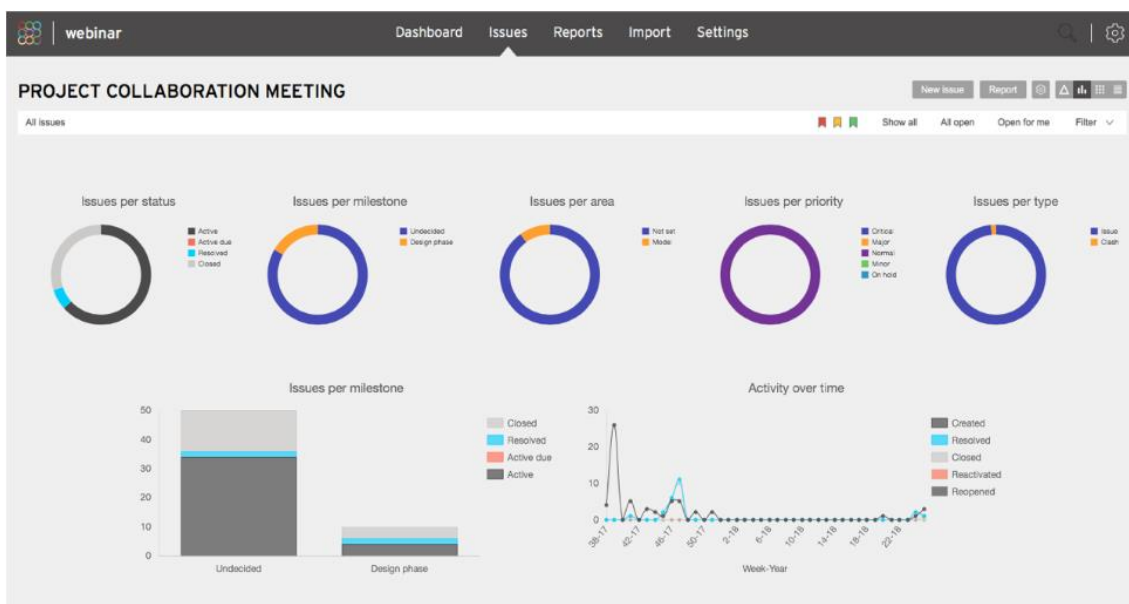 webinar
Dashboard Issues Reports Import Settings
PROJECT COLLABORATION MEETING
New issue Report
All issues
Show all All open Open for me Filter
Issues per status
Active
Active due
Resolved
Closed
Issues per milestone
Undecided
Design phase
Issues per area
Not set
Model
Issues per priority
Critical
Major
Normal
Minor
On hold
Issues per type
Issue
Clash
Issues per milestone
50
40
30
20
10
0
Undecided Design phase
Closed
Resolved
Active due
Active
Activity over time
30
20
10
0
38-17 42-17 46-17 50-17 2-18 6-18 10-18 14-18 18-18 22-18
Week-Year
Created
Resolved
Closed
Reactivated
Reopened